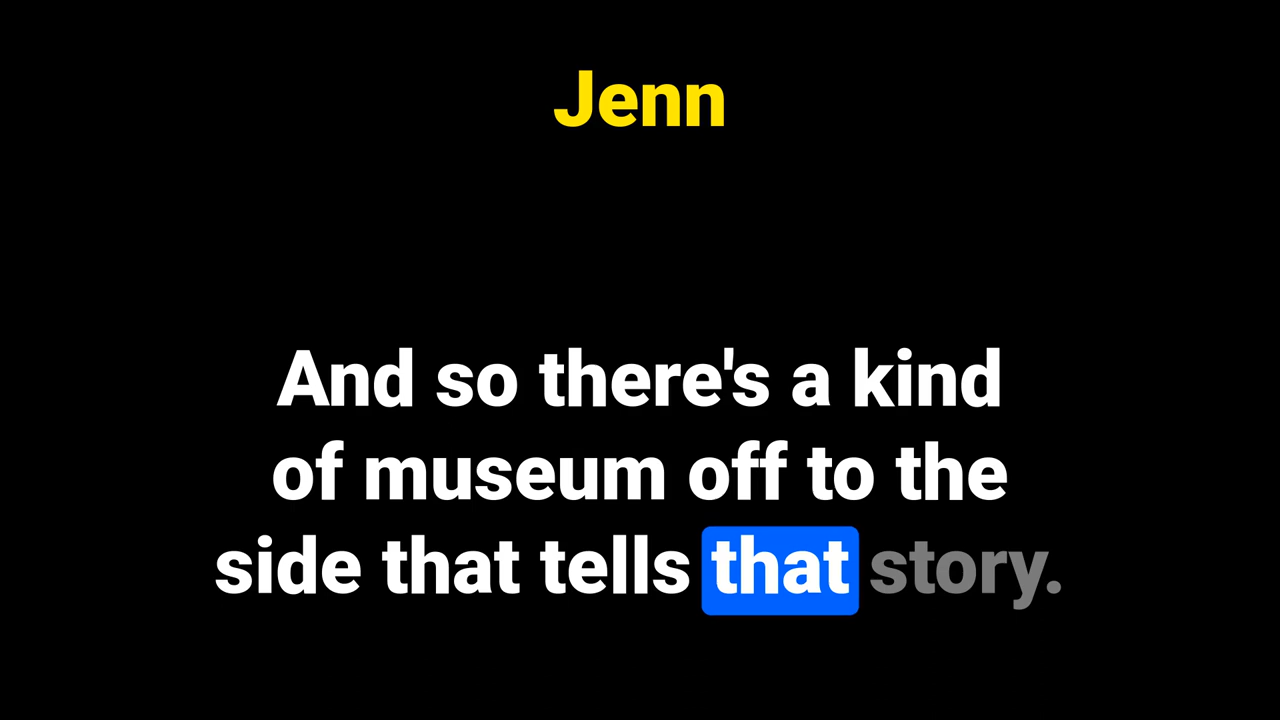 Jenn
And so there's a kind
of museum off to the
side that tells that story.